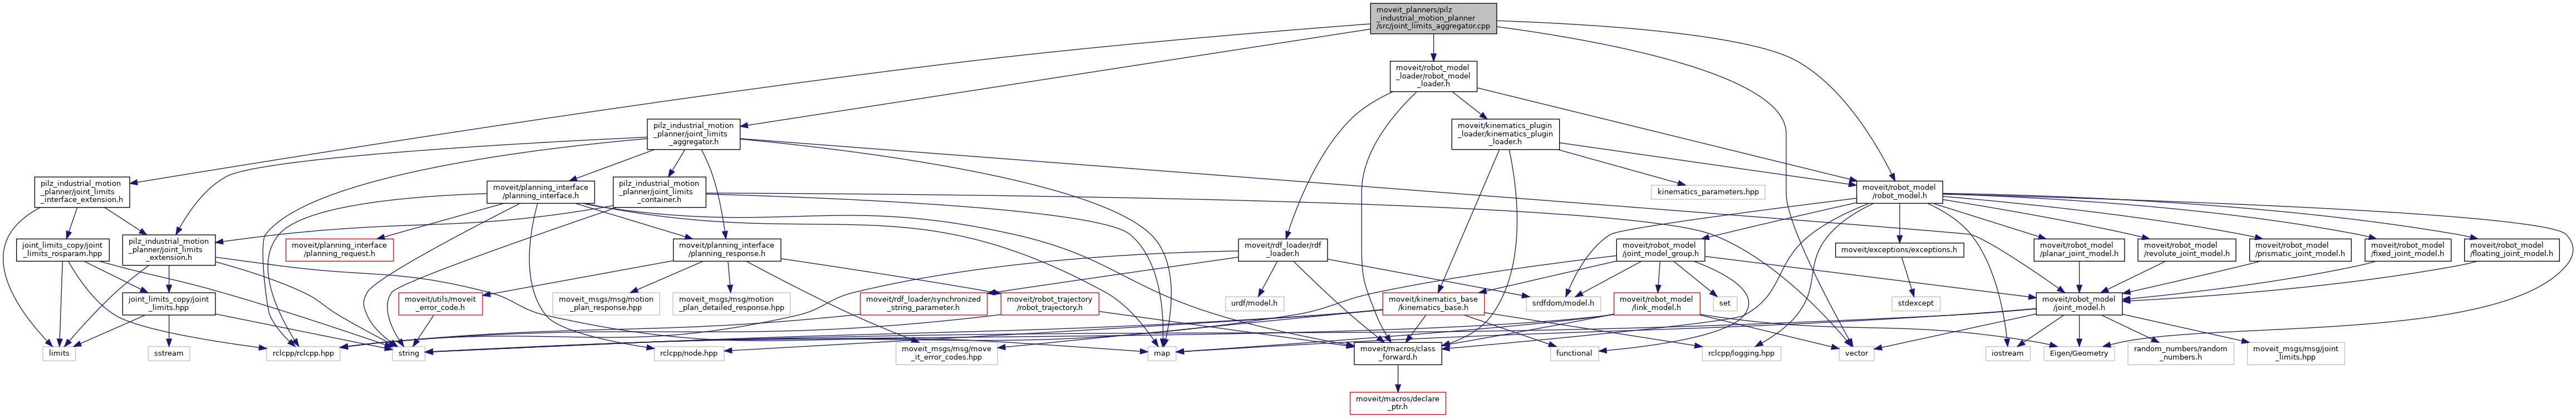 moveit_planners/pilz
_industrial_motion_planner
/src/joint_limits_aggregator.cpp
moveit/robot_model
_loader/robot_model
_loader.h
pilz_industrial_motion
_planner/joint_limits
_aggregator.h
moveit/kinematics_plugin
_loader/kinematics_plugin
_loader.h
pilz_industrial_motion
_planner/joint_limits
_interface_extension.h
moveit/planning_interface
/planning_interface.h
pilz_industrial_motion
_planner/joint_limits
_container.h
kinematics_parameters.hpp
moveit/robot_model
/robot_model.h
joint_limits_copy/joint
_limits_rosparam.hpp
pilz_industrial_motion
_planner/joint_limits
_extension.h
moveit/planning_interface
/planning_request.h
moveit/planning_interface
/planning_response.h
moveit/rdf_loader/rdf
_loader.h
moveit/robot_model
/joint_model_group.h
moveit/exceptions/exceptions.h
moveit/robot_model
/planar_joint_model.h
moveit/robot_model
/revolute_joint_model.h
moveit/robot_model
/prismatic_joint_model.h
moveit/robot_model
/fixed_joint_model.h
moveit/robot_model
/floating_joint_model.h
joint_limits_copy/joint
_limits.hpp
moveit/utils/moveit
_error_code.h
moveit_msgs/msg/motion
_plan_response.hpp
moveit_msgs/msg/motion
_plan_detailed_response.hpp
moveit/rdf_loader/synchronized
_string_parameter.h
moveit/robot_trajectory
/robot_trajectory.h
urdf/model.h
moveit/kinematics_base
/kinematics_base.h
srdfdom/model.h
moveit/robot_model
/link_model.h
set
stdexcept
moveit/robot_model
/joint_model.h
limits
sstream
rclcpp/rclcpp.hpp
string
rclcpp/node.hpp
moveit_msgs/msg/move
_it_error_codes.hpp
map
moveit/macros/class
_forward.h
functional
rclcpp/logging.hpp
vector
iostream
Eigen/Geometry
random_numbers/random
_numbers.h
moveit_msgs/msg/joint
_limits.hpp
moveit/macros/declare
_ptr.h